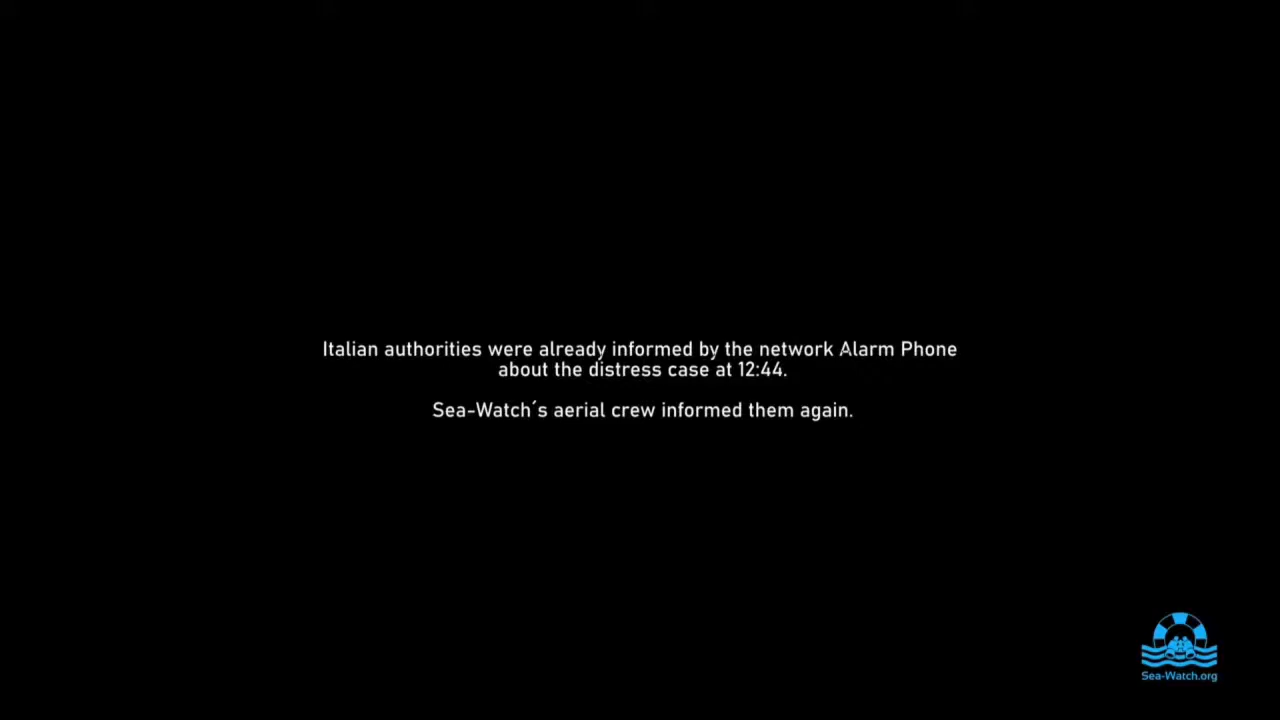 Italian authorities were already informed by the network Alarm Phone
about the distress case at 12:44.
Sea-Watch´s aerial crew informed them again.
Sea-Watch.org